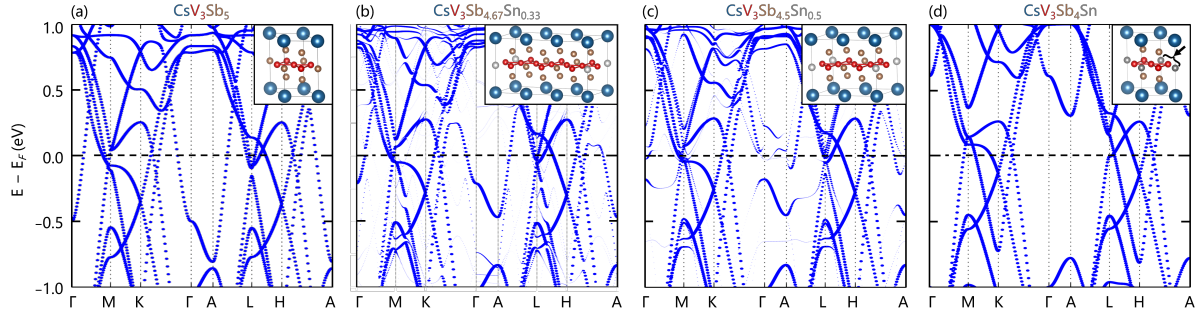 (a) CsV₃Sb₅
(b) CsV₃Sb₄.₆₇Sn₀.₃₃
(c) CsV₃Sb₄.₅Sn₀.₅
(d) CsV₃Sb₄Sn
E − E_F (eV)
1.0
0.5
0.0
−0.5
−1.0
Γ M K Γ A L H A
Γ M K Γ A L H A
Γ M K Γ A L H A
Γ M K Γ A L H A